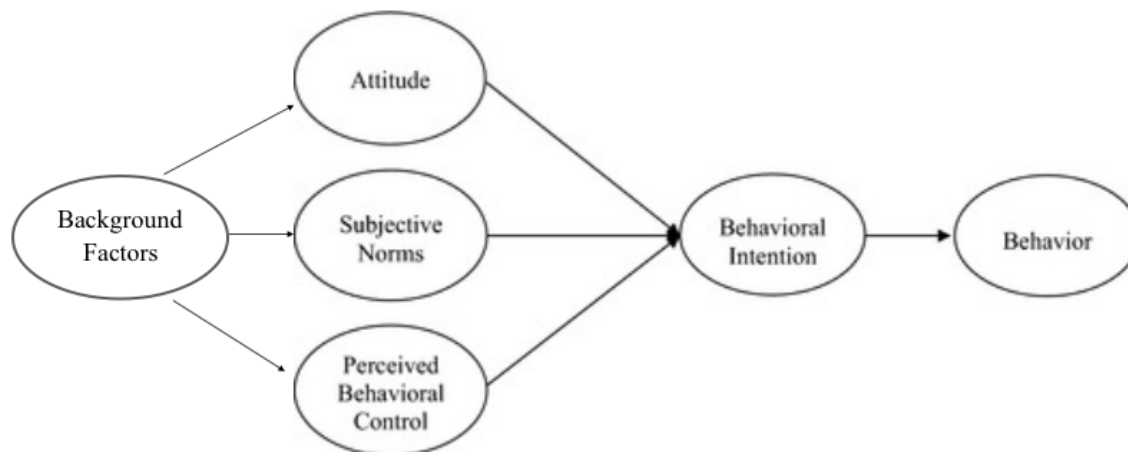 Background
Factors
Attitude
Subjective
Norms
Perceived
Behavioral
Control
Behavioral
Intention
Behavior